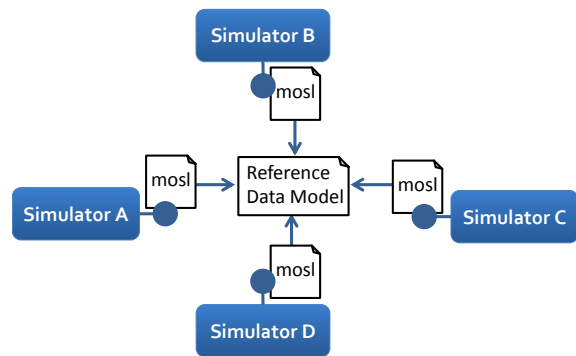 Simulator B
mosl
mosl
Reference
Data Model
mosl
Simulator A
Simulator C
mosl
Simulator D